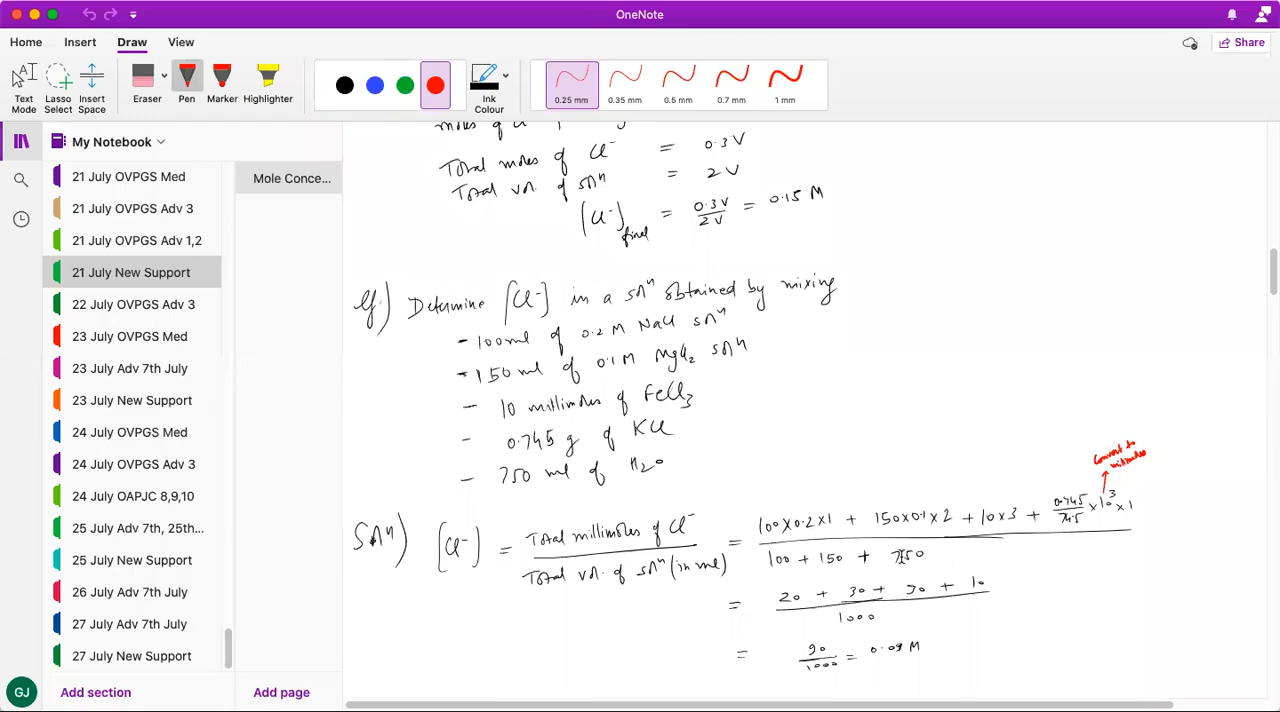 OneNote
Home Insert Draw View
Share
Text Mode
Lasso Select
Insert Space
Eraser
Pen
Marker
Highlighter
Ink Colour
0.25 mm
0.35 mm
0.5 mm
0.7 mm
1 mm
My Notebook
21 July OVPGS Med
21 July OVPGS Adv 3
21 July OVPGS Adv 1,2
21 July New Support
22 July OVPGS Adv 3
23 July OVPGS Med
23 July Adv 7th July
23 July New Support
24 July OVPGS Med
24 July OVPGS Adv 3
24 July OAPJC 8,9,10
25 July Adv 7th, 25th...
25 July New Support
26 July Adv 7th July
27 July Adv 7th July
27 July New Support
GJ
Add section
Mole Conce...
Add page
moles of Cl⁻
Total moles of Cl⁻ = 0.3V
Total vol. of solⁿ = 2V
[Cl⁻]final = 0.3V/2V = 0.15 M
Determine [Cl⁻] in a solⁿ obtained by mixing
- 100ml of 0.2 M NaCl solⁿ
- 150 ml of 0.1M MgCl₂ solⁿ
- 10 millimoles of FeCl₃
- 0.745 g of KCl
- 750 ml of H₂O
Convert to millimoles
Solⁿ) [Cl⁻] = Total millimoles of Cl⁻ / Total vol. of solⁿ (in ml) = 100×0.2×1 + 150×0.1×2 + 10×3 + 0.745/74.5 ×10³×1 / 100 + 150 + 750
= 20 + 30 + 30 + 10 / 1000
= 90/1000 = 0.09 M